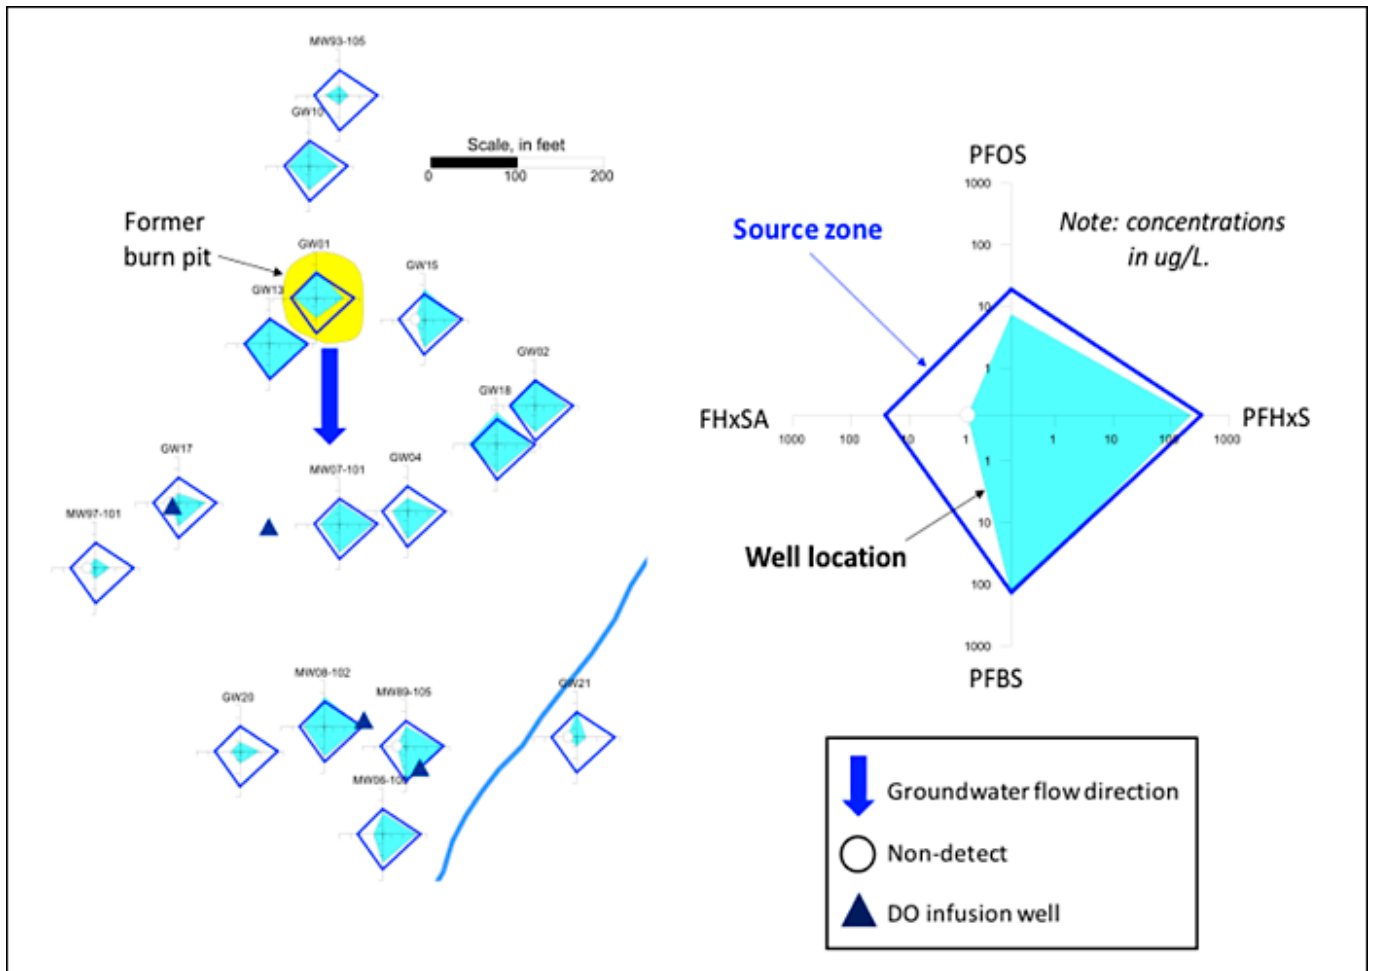 MW93-105
GW10
Scale, in feet
0 100 200
Former
burn pit
GW01
GW13
GW15
GW02
GW18
GW17
MW07-101
GW04
MW97-101
MW08-102
GW20
MW89-105
GW21
PFOS
1000
100
10
1
Source zone
Note: concentrations
in ug/L.
FHxSA
1000 100 10 1 1 10 100 1000
PFHxS
1
10
100
1000
Well location
PFBS
Groundwater flow direction
Non-detect
DO infusion well